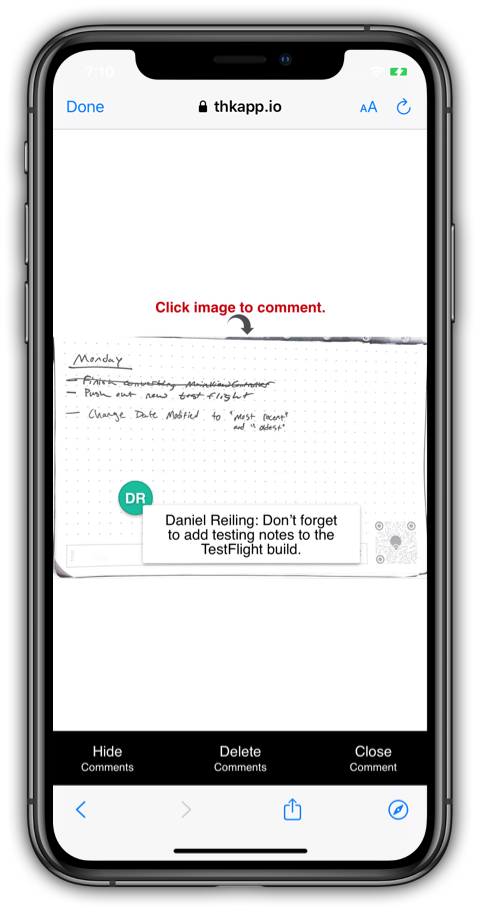 7:10
Done
thkapp.io
AA
Click image to comment.
Monday
— Finish converting MainViewController
— Push out new test flight
— Change Date Modified to "most recent"
and "oldest"
DR
Daniel Reiling: Don't forget
to add testing notes to the
TestFlight build.
Hide
Comments
Delete
Comments
Close
Comment